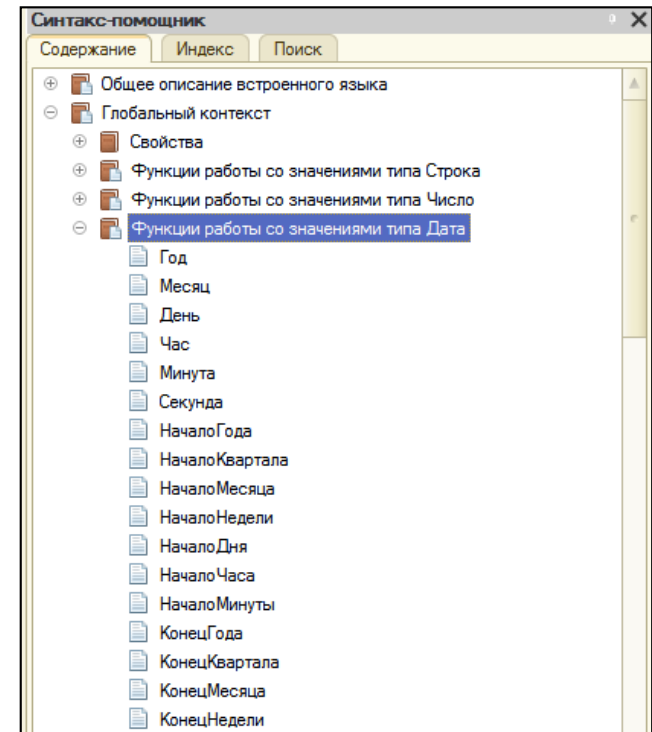 Синтакс-помощник
Содержание Индекс Поиск
Общее описание встроенного языка
Глобальный контекст
Свойства
Функции работы со значениями типа Строка
Функции работы со значениями типа Число
Функции работы со значениями типа Дата
Год
Месяц
День
Час
Минута
Секунда
НачалоГода
НачалоКвартала
НачалоМесяца
НачалоНедели
НачалоДня
НачалоЧаса
НачалоМинуты
КонецГода
КонецКвартала
КонецМесяца
КонецНедели